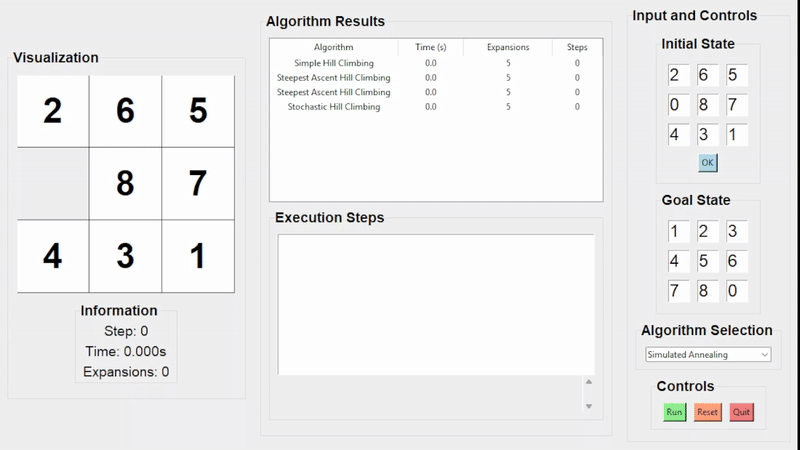 Visualization
2 6 5
8 7
4 3 1
Information
Step: 0
Time: 0.000s
Expansions: 0
Algorithm Results
Algorithm Time (s) Expansions Steps
Simple Hill Climbing 0.0 5 0
Steepest Ascent Hill Climbing 0.0 5 0
Steepest Ascent Hill Climbing 0.0 5 0
Stochastic Hill Climbing 0.0 5 0
Execution Steps
Input and Controls
Initial State
2 6 5
0 8 7
4 3 1
OK
Goal State
1 2 3
4 5 6
7 8 0
Algorithm Selection
Simulated Annealing
Controls
Run Reset Quit